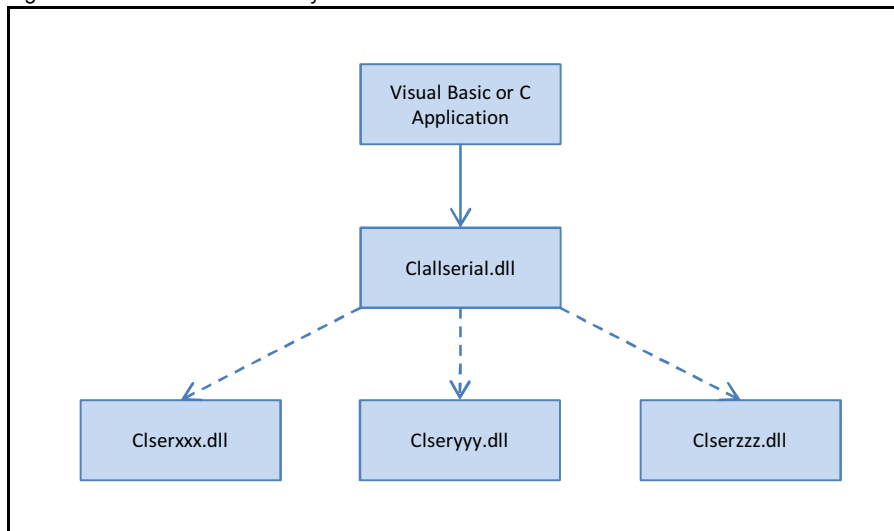 Visual Basic or C
Application
Clallserial.dll
Clserxxx.dll
Clseryyy.dll
Clserzzz.dll